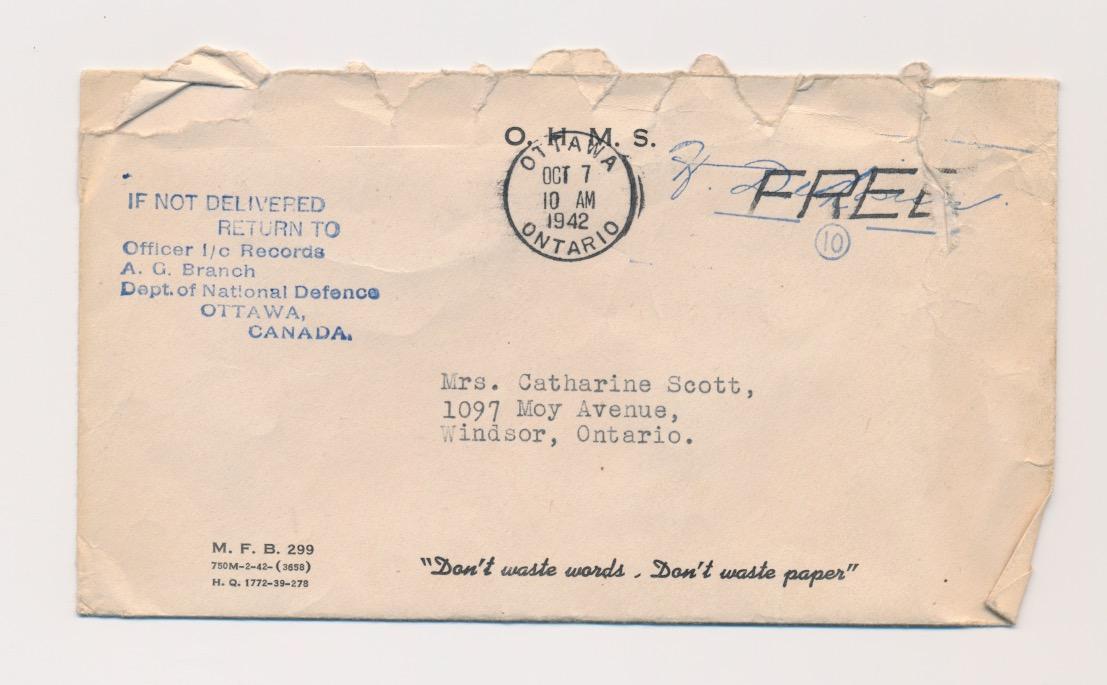 O. H. M. S.
OTTAWA
OCT 7
10 AM
1942
ONTARIO
FREE
10
IF NOT DELIVERED
RETURN TO
Officer i/c Records
A. G. Branch
Dept. of National Defence
OTTAWA,
CANADA.
Mrs. Catharine Scott,
1097 Moy Avenue,
Windsor, Ontario.
M. F. B. 299
750M-2-42-(3658)
H. Q. 1772-39-278
"Don't waste words . Don't waste paper"